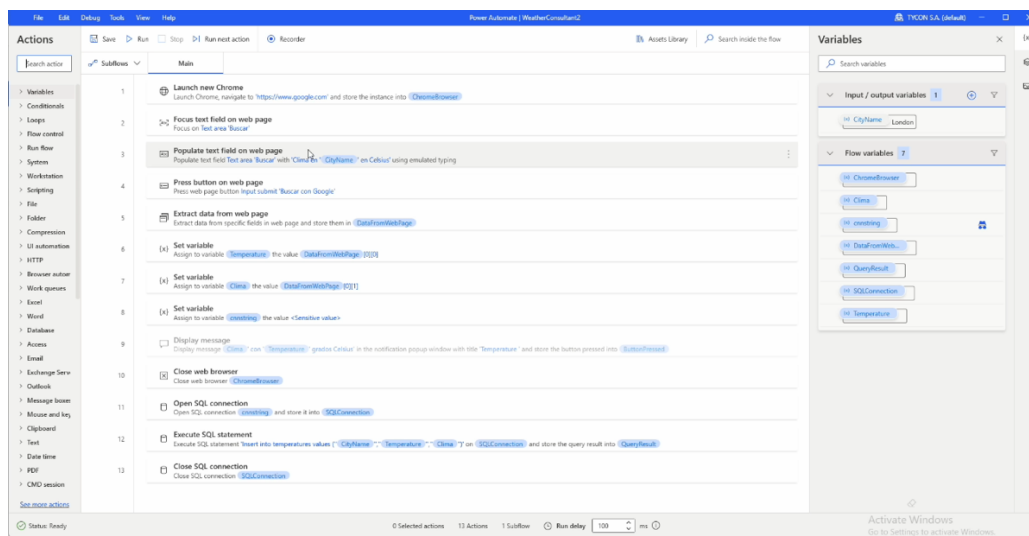 File Edit Debug Tools View Help
Power Automate | WeatherConsultant2
TYCON S.A. (default)
Actions
Save Run Stop Run next action Recorder
Assets Library Search inside the flow
Variables
Search action
Subflows Main
Search variables
Variables
Conditionals
Loops
Flow control
Run flow
System
Workstation
Scripting
File
Folder
Compression
UI automation
HTTP
Browser autom
Work queues
Excel
Word
Database
Access
Email
Exchange Serv
Outlook
Message boxes
Mouse and key
Clipboard
Text
Date time
PDF
CMD session
See more actions
1 Launch new Chrome
Launch Chrome, navigate to 'https://www.google.com' and store the instance into ChromeBrowser
2 Focus text field on web page
Focus on Text area 'Buscar'
3 Populate text field on web page
Populate text field Text area 'Buscar' with 'Clima en ' CityName ' en Celsius' using emulated typing
4 Press button on web page
Press web page button Input submit 'Buscar con Google'
5 Extract data from web page
Extract data from specific fields in web page and store them in DataFromWebPage
6 Set variable
Assign to variable Temperature the value DataFromWebPage [0][0]
7 Set variable
Assign to variable Clima the value DataFromWebPage [0][1]
8 Set variable
Assign to variable cnnstring the value <Sensitive value>
9 Display message
Display message Clima ' con ' Temperature ' grados Celsius' in the notification popup window with title 'Temperature ' and store the button pressed into ButtonPressed
10 Close web browser
Close web browser ChromeBrowser
11 Open SQL connection
Open SQL connection cnnstring and store it into SQLConnection
12 Execute SQL statement
Execute SQL statement 'Insert into temperatures values (' CityName ',' Temperature ',' Clima ')' on SQLConnection and store the query result into QueryResult
13 Close SQL connection
Close SQL connection SQLConnection
Input / output variables 1
(x) CityName London
Flow variables 7
(x) ChromeBrowser
(x) Clima
(x) cnnstring
(x) DataFromWeb...
(x) QueryResult
(x) SQLConnection
(x) Temperature
Status: Ready
0 Selected actions 13 Actions 1 Subflow Run delay 100 ms
Activate Windows
Go to Settings to activate Windows.